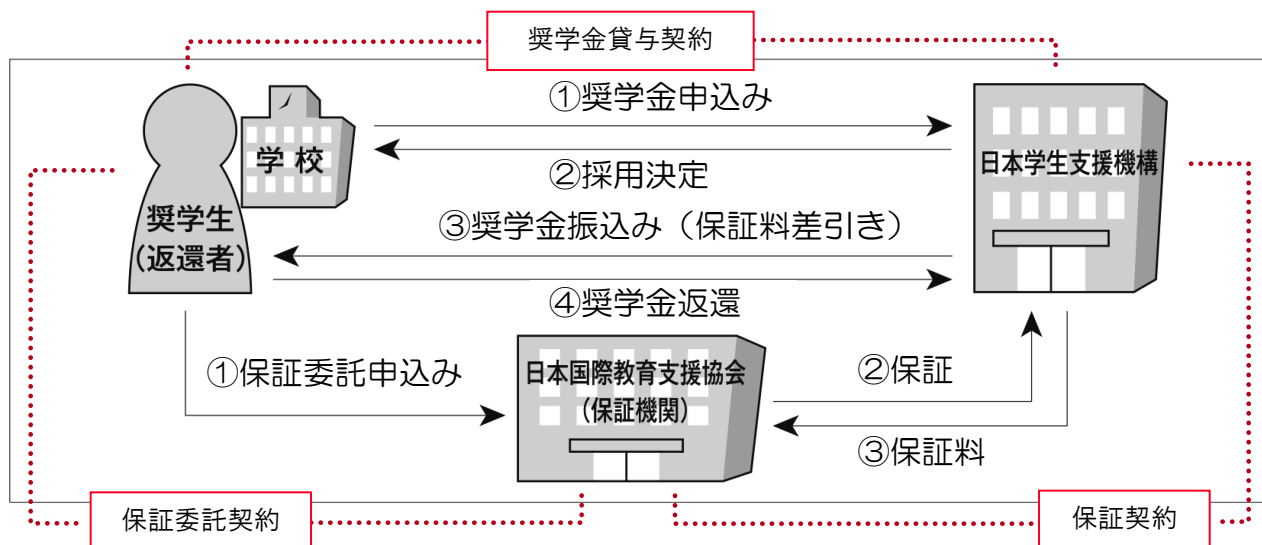 奨学金貸与契約
①奨学金申込み
学校
②採用決定
日本学生支援機構
奨学生
(返還者)
③奨学金振込み（保証料差引き）
④奨学金返還
①保証委託申込み
日本国際教育支援協会
(保証機関)
②保証
③保証料
保証委託契約
保証契約